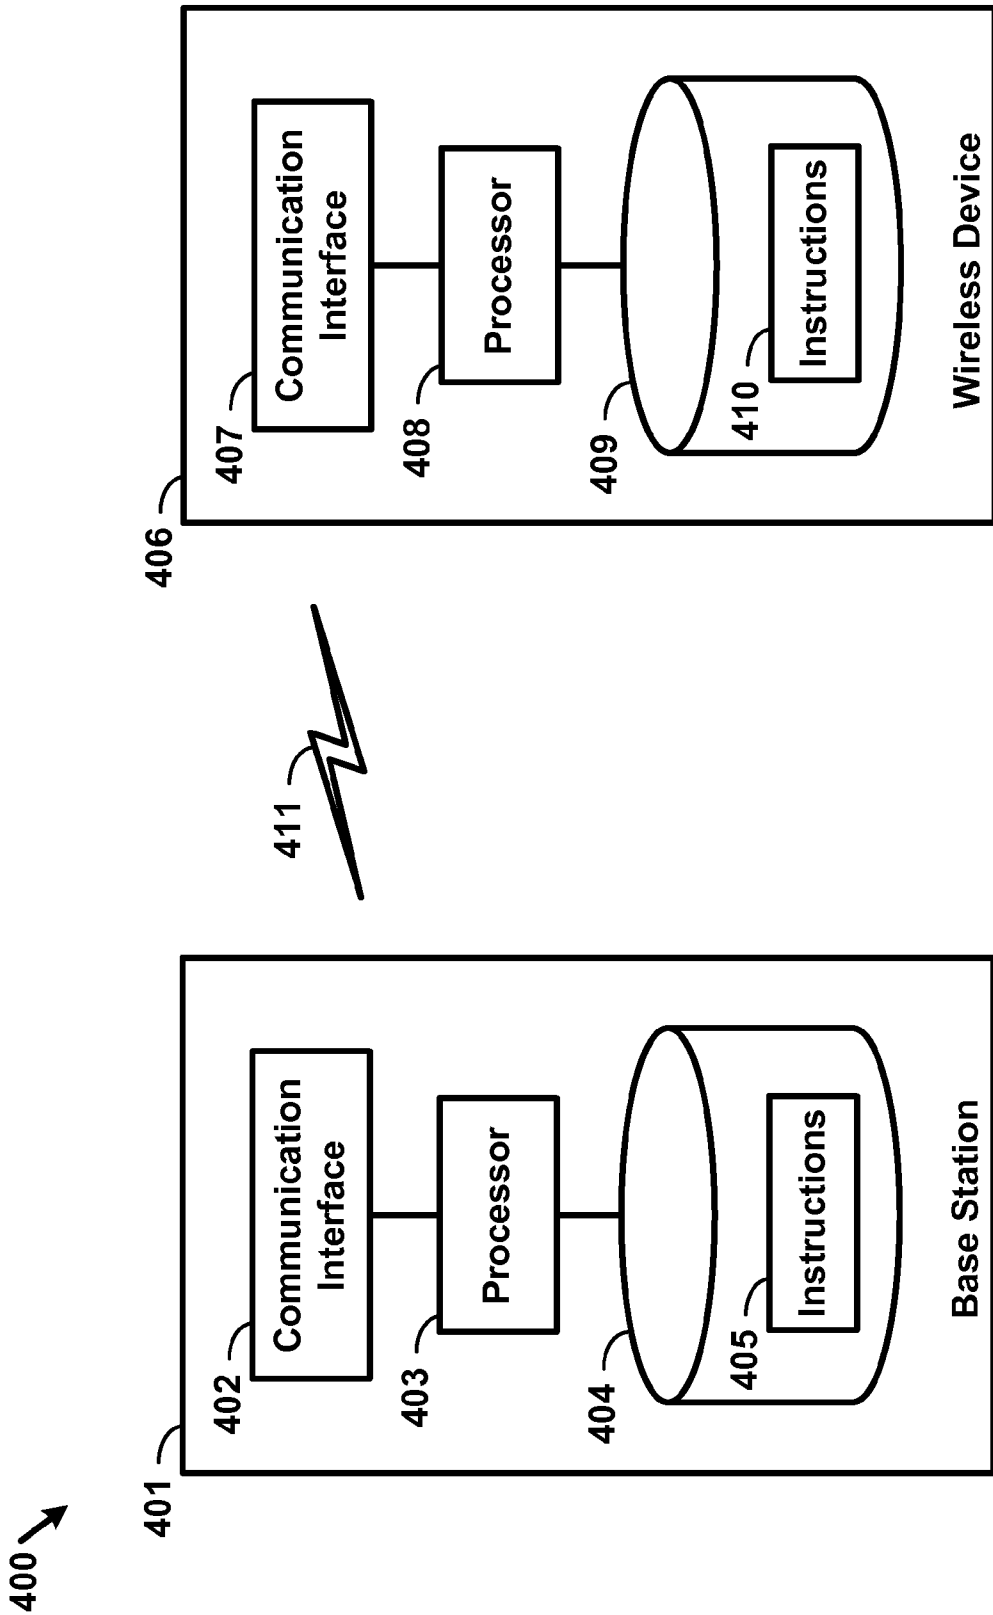 400
401
402
Communication
Interface
403
Processor
404
405
Instructions
Base Station
411
406
407
Communication
Interface
408
Processor
409
410
Instructions
Wireless Device